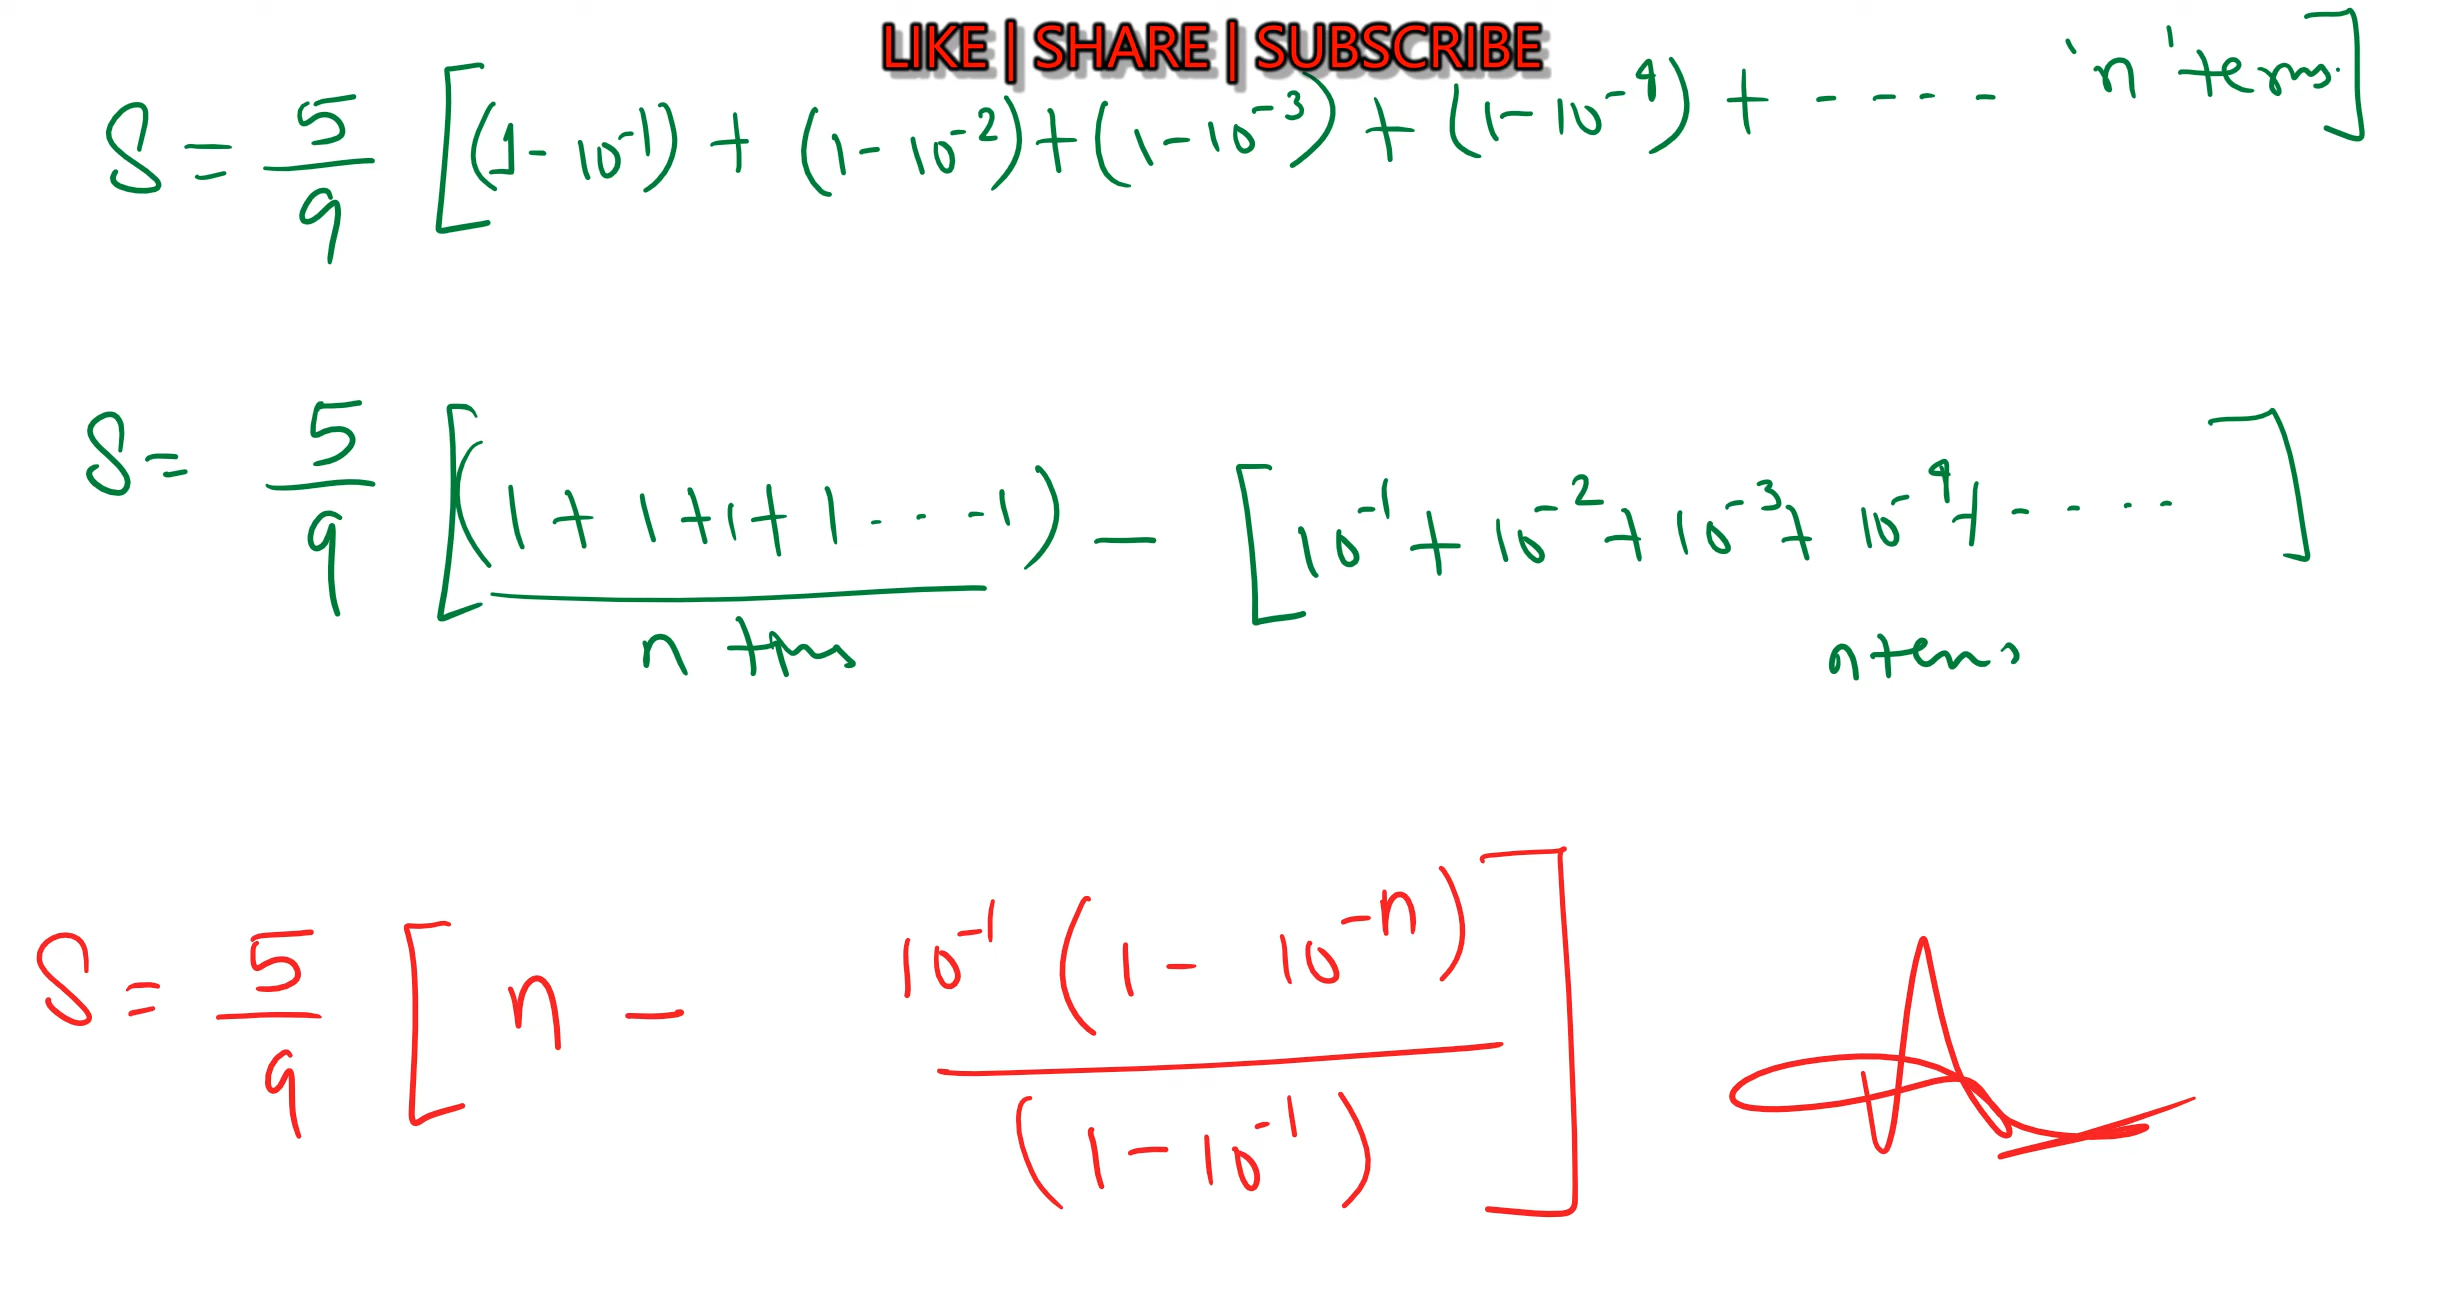 LIKE | SHARE | SUBSCRIBE
S = 5/9 [(1 - 10^-1) + (1 - 10^-2) + (1 - 10^-3) + (1 - 10^-4) + - - - - 'n' terms]
S = 5/9 [(1 + 1 + 1 + 1 - - - 1) - [10^-1 + 10^-2 + 10^-3 + 10^-4 + - - - -]
n terms n terms
S = 5/9 [n - 10^-1 (1 - 10^-n) / (1 - 10^-1)]